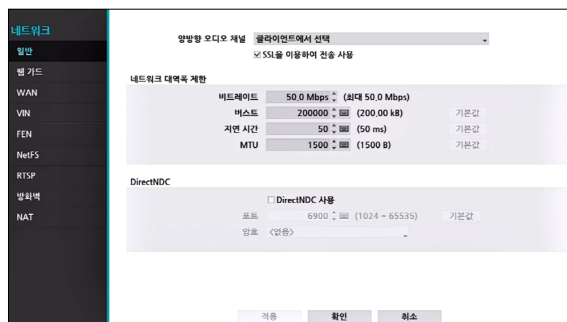 네트워크
일반
웹 가드
WAN
VIN
FEN
NetFS
RTSP
방화벽
NAT
양방향 오디오 채널 클라이언트에서 선택
SSL을 이용하여 전송 사용
네트워크 대역폭 제한
비트레이트 50,0 Mbps (최대 50,0 Mbps)
버스트 200000 (200,00 kB) 기본값
지연 시간 50 (50 ms) 기본값
MTU 1500 (1500 B) 기본값
DirectNDC
DirectNDC 사용
포트 6900 (1024 ~ 65535) 기본값
암호 <없음>
적용 확인 취소